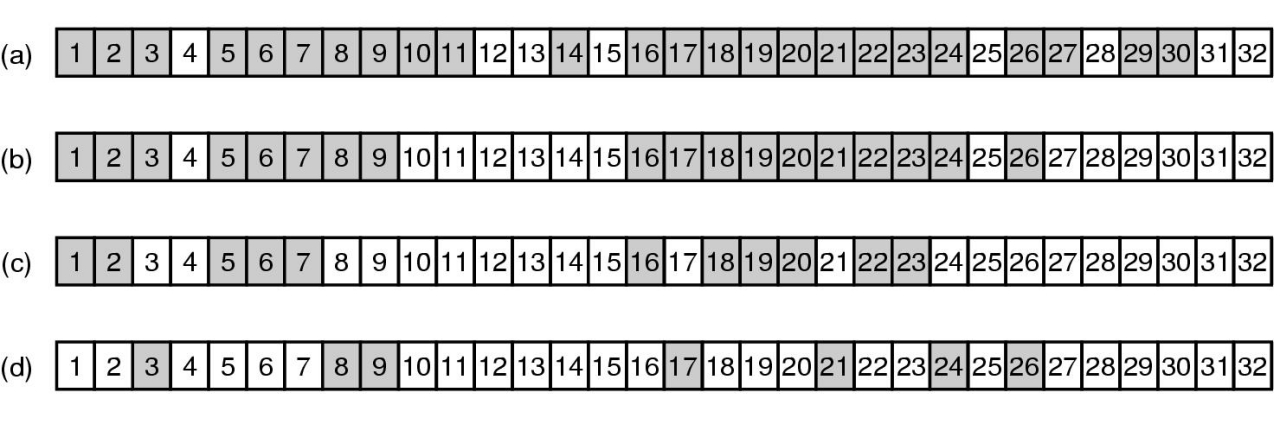 (a) 1 2 3 4 5 6 7 8 9 10 11 12 13 14 15 16 17 18 19 20 21 22 23 24 25 26 27 28 29 30 31 32
(b) 1 2 3 4 5 6 7 8 9 10 11 12 13 14 15 16 17 18 19 20 21 22 23 24 25 26 27 28 29 30 31 32
(c) 1 2 3 4 5 6 7 8 9 10 11 12 13 14 15 16 17 18 19 20 21 22 23 24 25 26 27 28 29 30 31 32
(d) 1 2 3 4 5 6 7 8 9 10 11 12 13 14 15 16 17 18 19 20 21 22 23 24 25 26 27 28 29 30 31 32